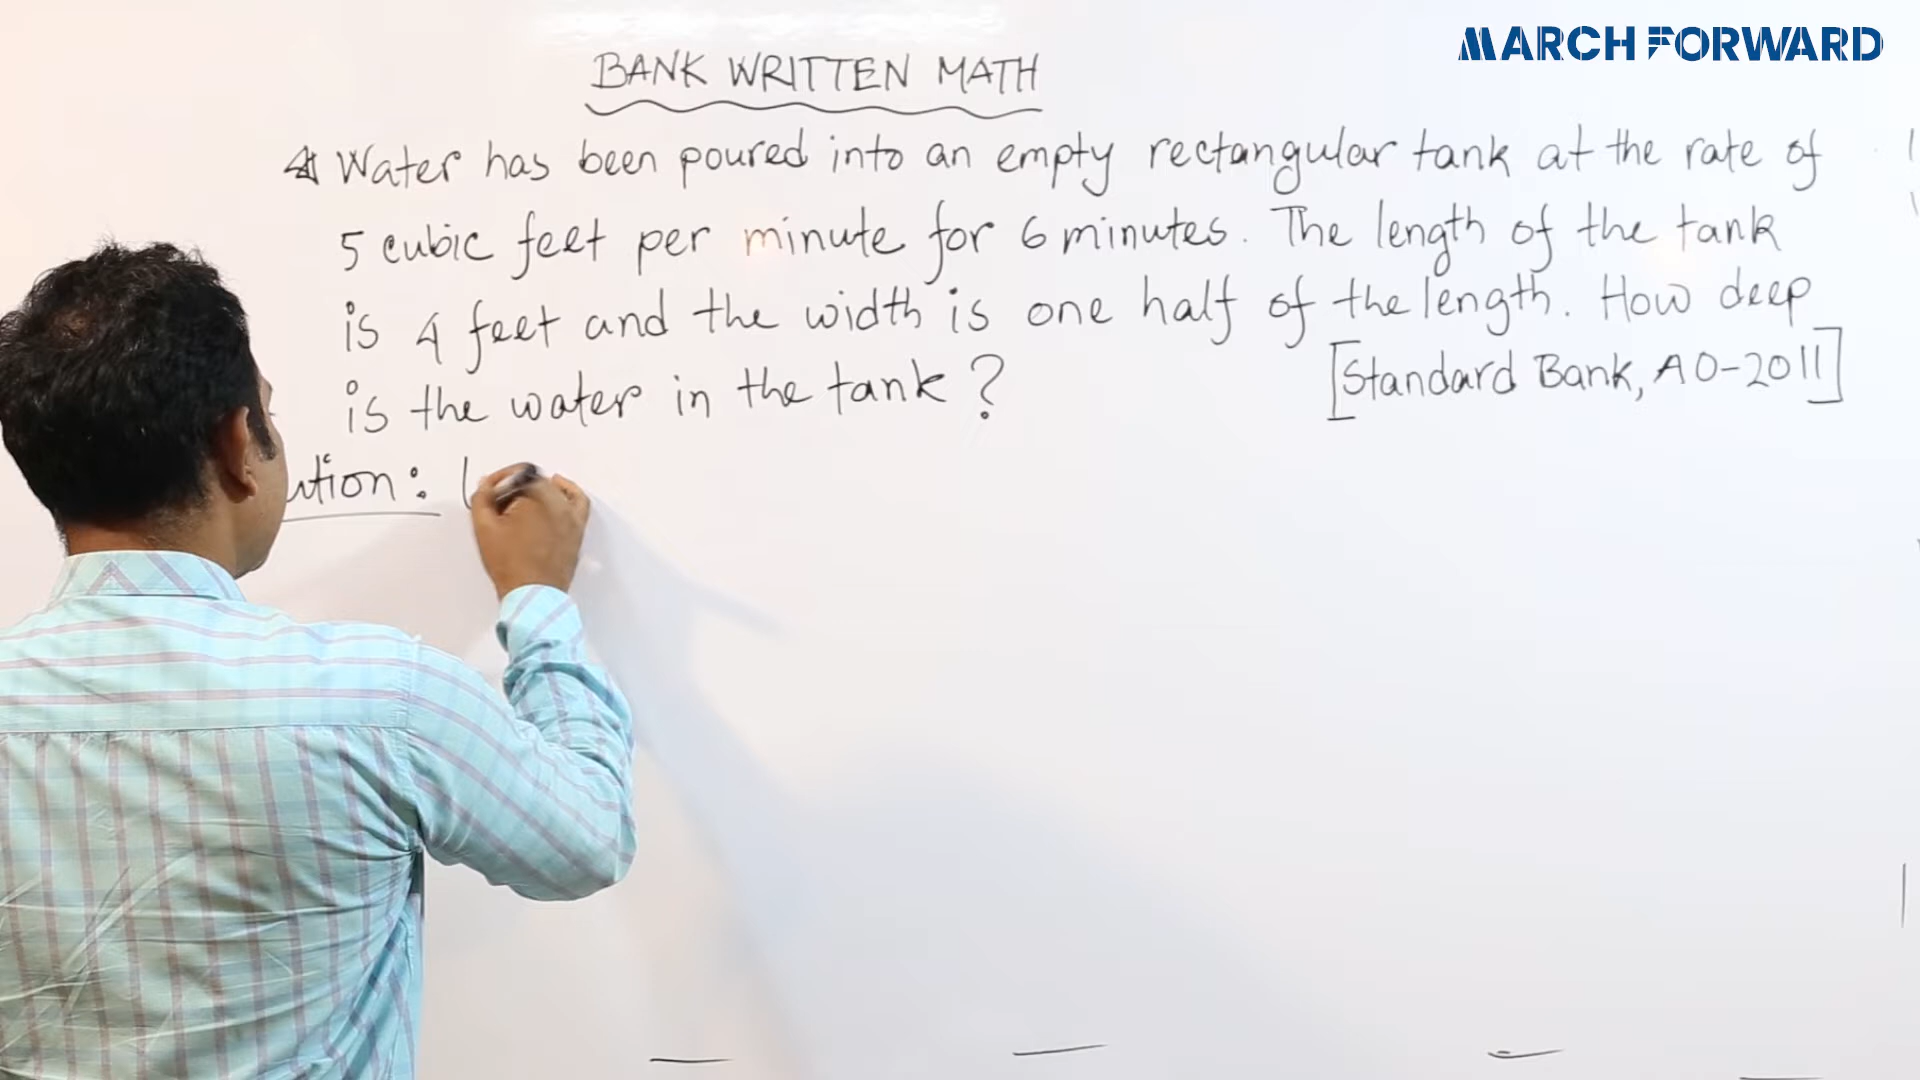 MARCH FORWARD
BANK WRITTEN MATH
Water has been poured into an empty rectangular tank at the rate of
5 cubic feet per minute for 6 minutes. The length of the tank
is 4 feet and the width is one half of the length. How deep
is the water in the tank?
[Standard Bank, AO-2011]
ution: